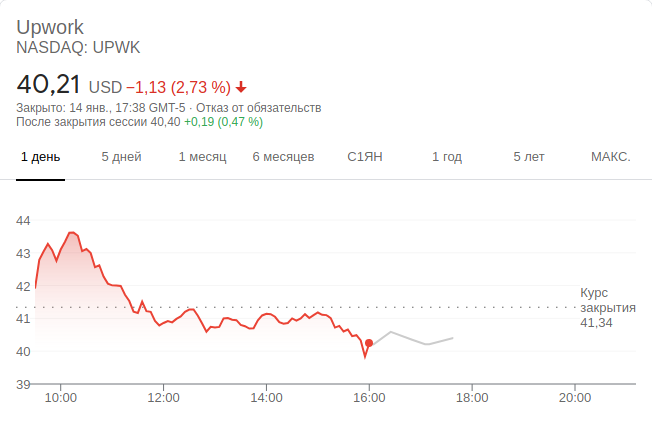 Upwork
NASDAQ: UPWK
40,21 USD −1,13 (2,73 %)
Закрыто: 14 янв., 17:38 GMT-5 · Отказ от обязательств
После закрытия сессии 40,40 +0,19 (0,47 %)
1 день 5 дней 1 месяц 6 месяцев С1ЯН 1 год 5 лет МАКС.
44
43
42
41
40
39
Курс
закрытия
41,34
10:00 12:00 14:00 16:00 18:00 20:00